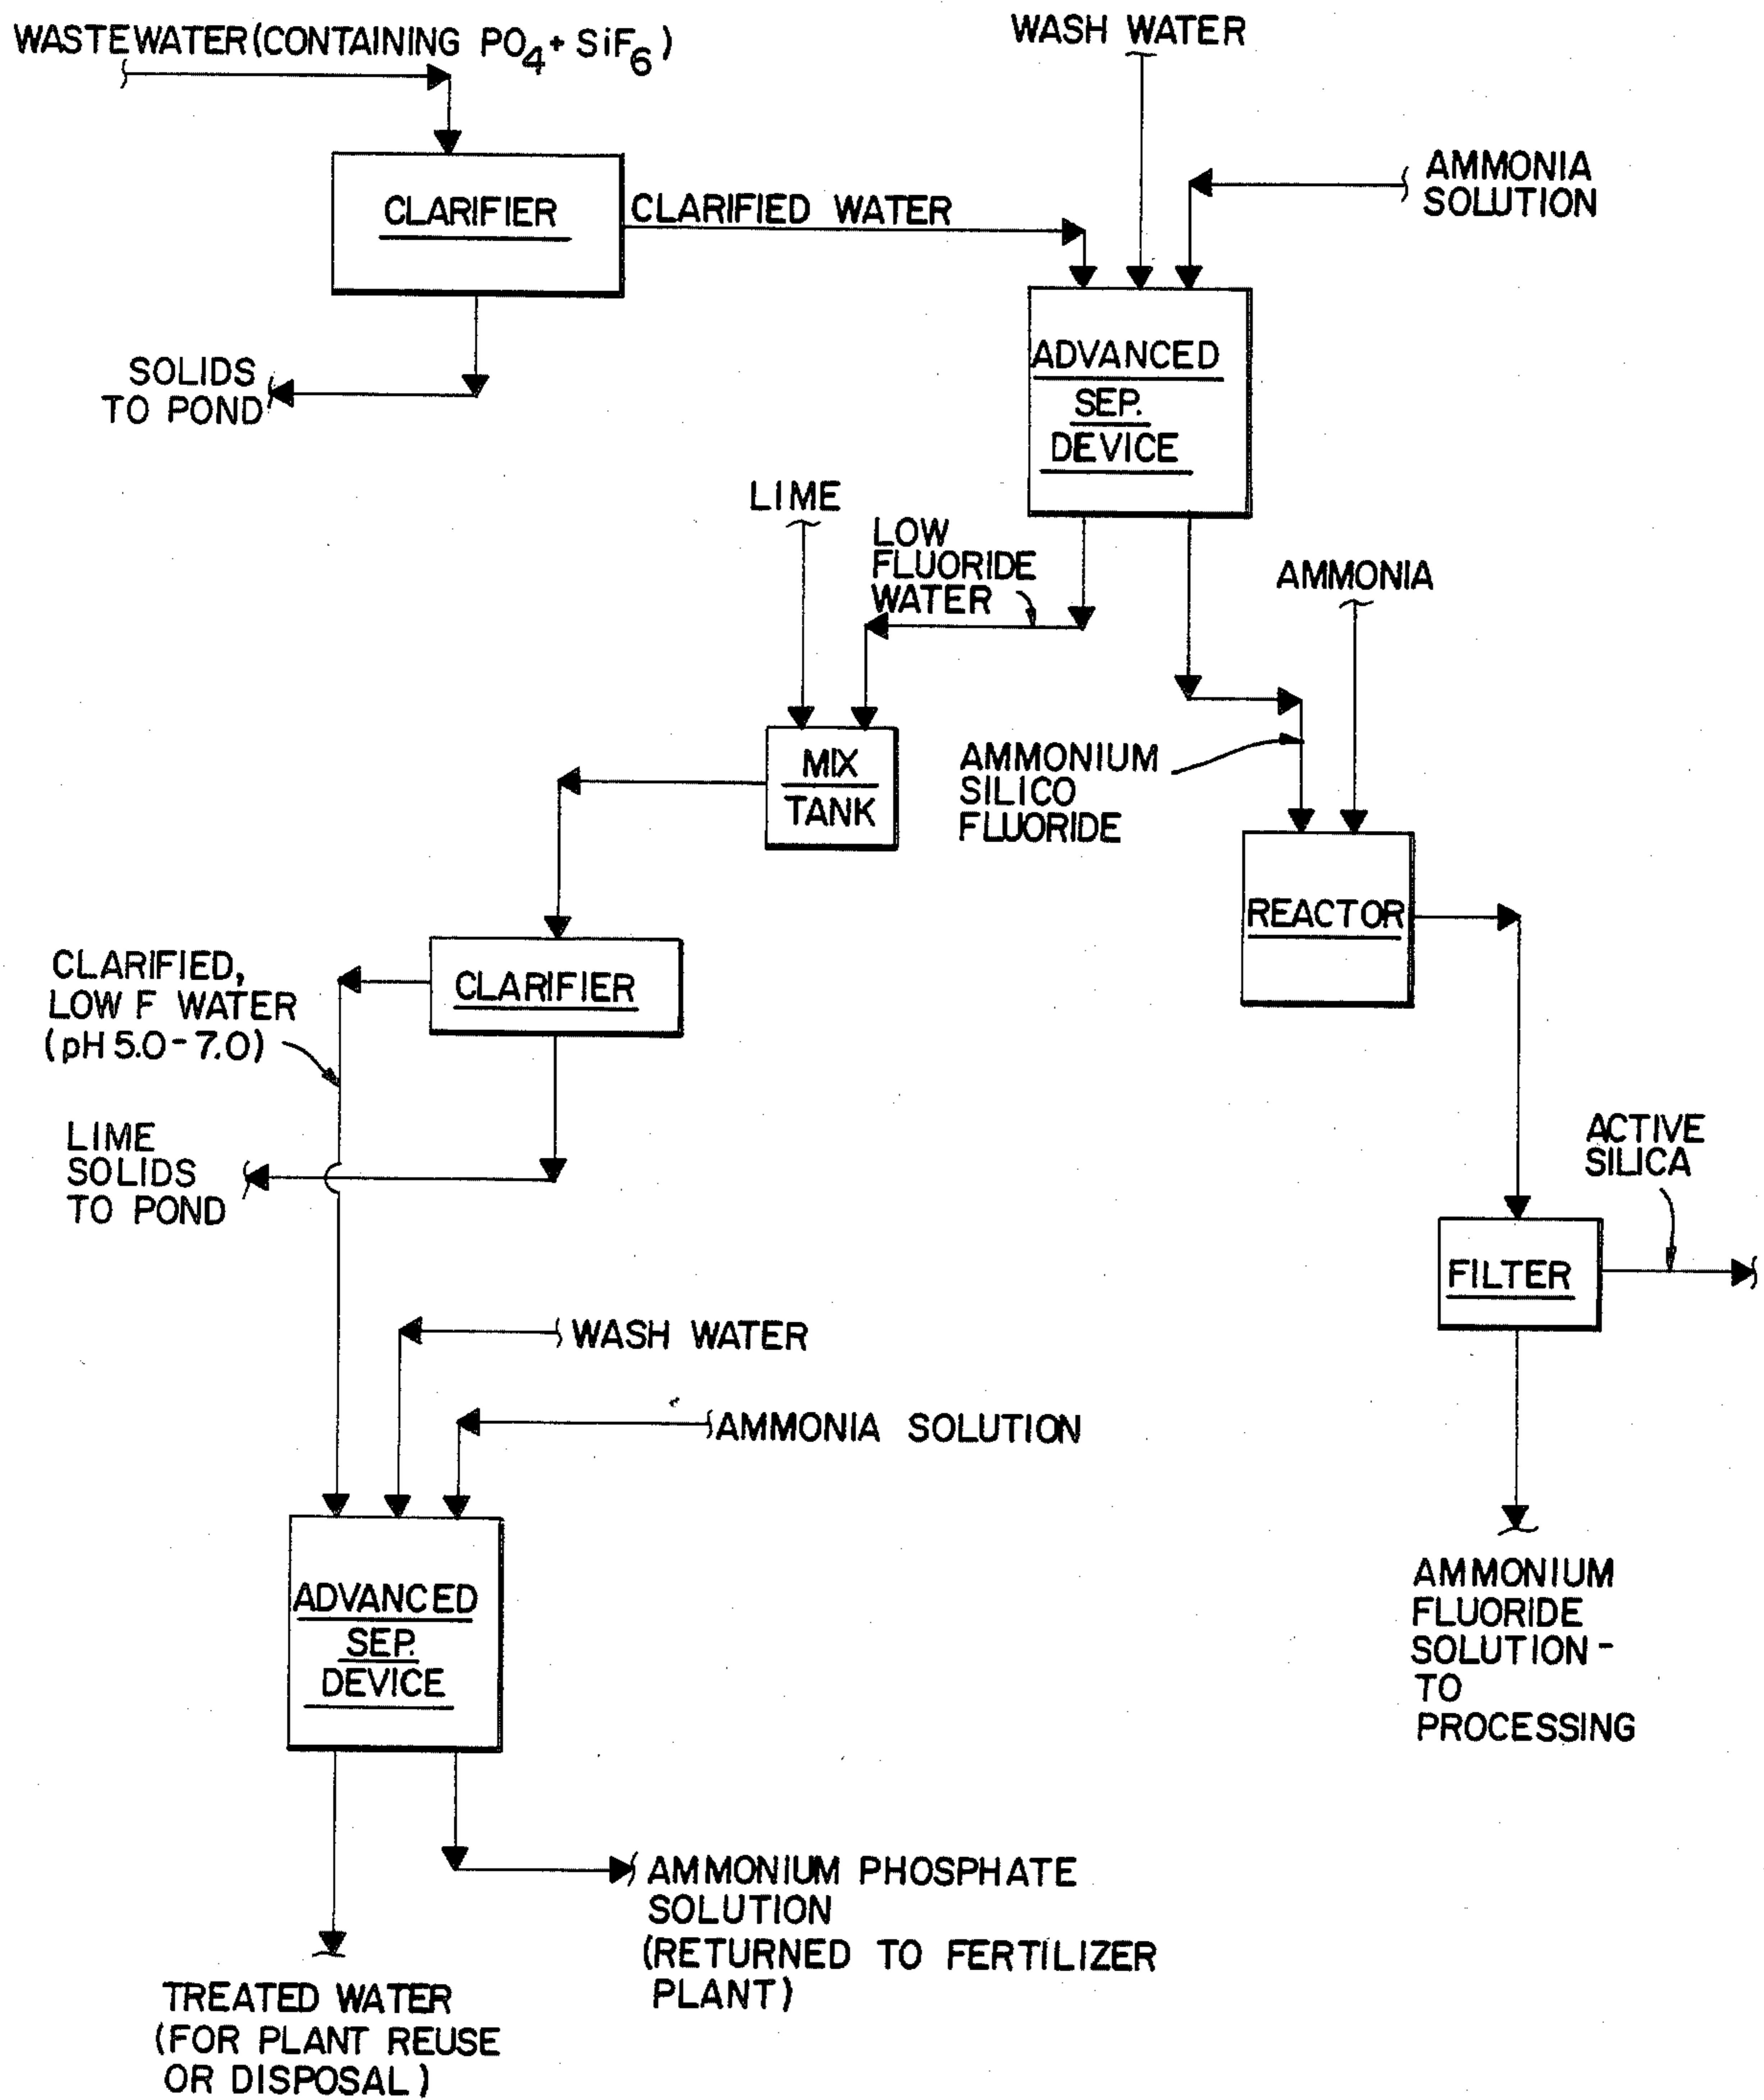 WASTEWATER (CONTAINING PO4 + SiF6)
WASH WATER
AMMONIA
SOLUTION
CLARIFIER
CLARIFIED WATER
SOLIDS
TO POND
ADVANCED
SEP.
DEVICE
LIME
LOW
FLUORIDE
WATER
AMMONIA
MIX
TANK
AMMONIUM
SILICO
FLUORIDE
REACTOR
CLARIFIED,
LOW F WATER
(pH 5.0-7.0)
CLARIFIER
LIME
SOLIDS
TO POND
ACTIVE
SILICA
FILTER
WASH WATER
AMMONIA SOLUTION
ADVANCED
SEP.
DEVICE
AMMONIUM
FLUORIDE
SOLUTION -
TO
PROCESSING
AMMONIUM PHOSPHATE
SOLUTION
(RETURNED TO FERTILIZER
PLANT)
TREATED WATER
(FOR PLANT REUSE
OR DISPOSAL)